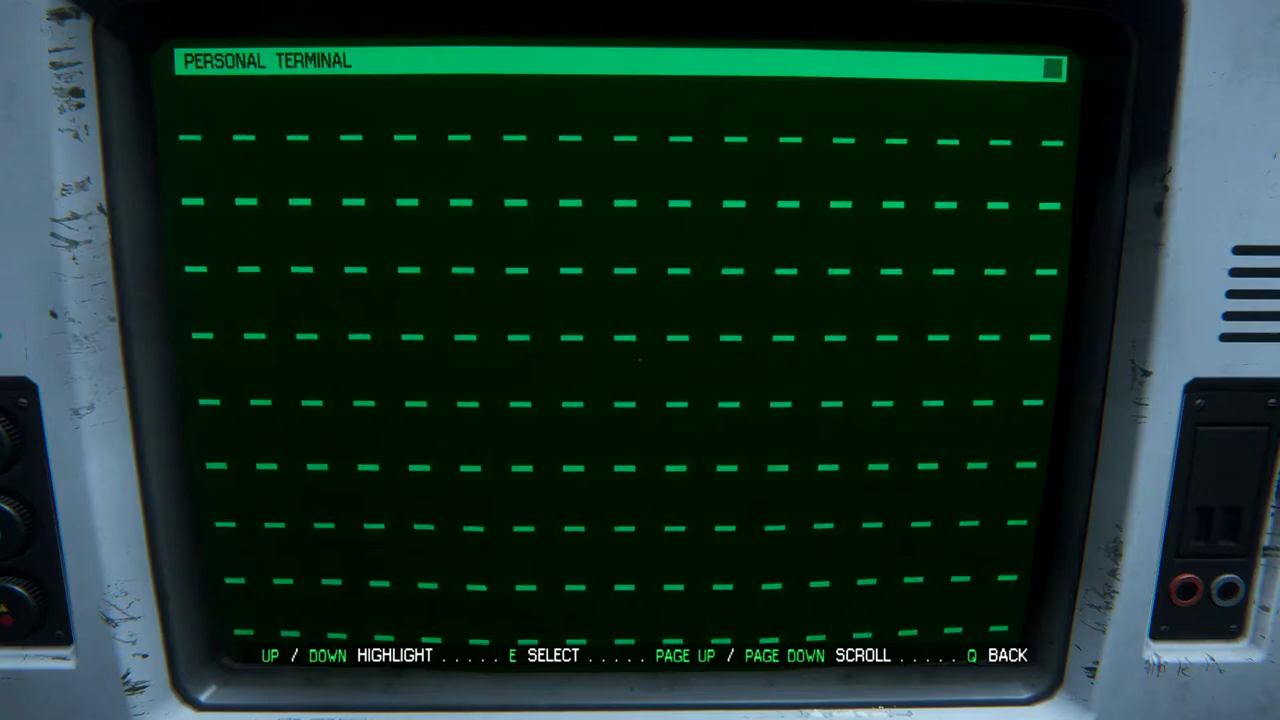 PERSONAL TERMINAL
UP / DOWN HIGHLIGHT ..... E SELECT ..... PAGE UP / PAGE DOWN SCROLL ..... Q BACK